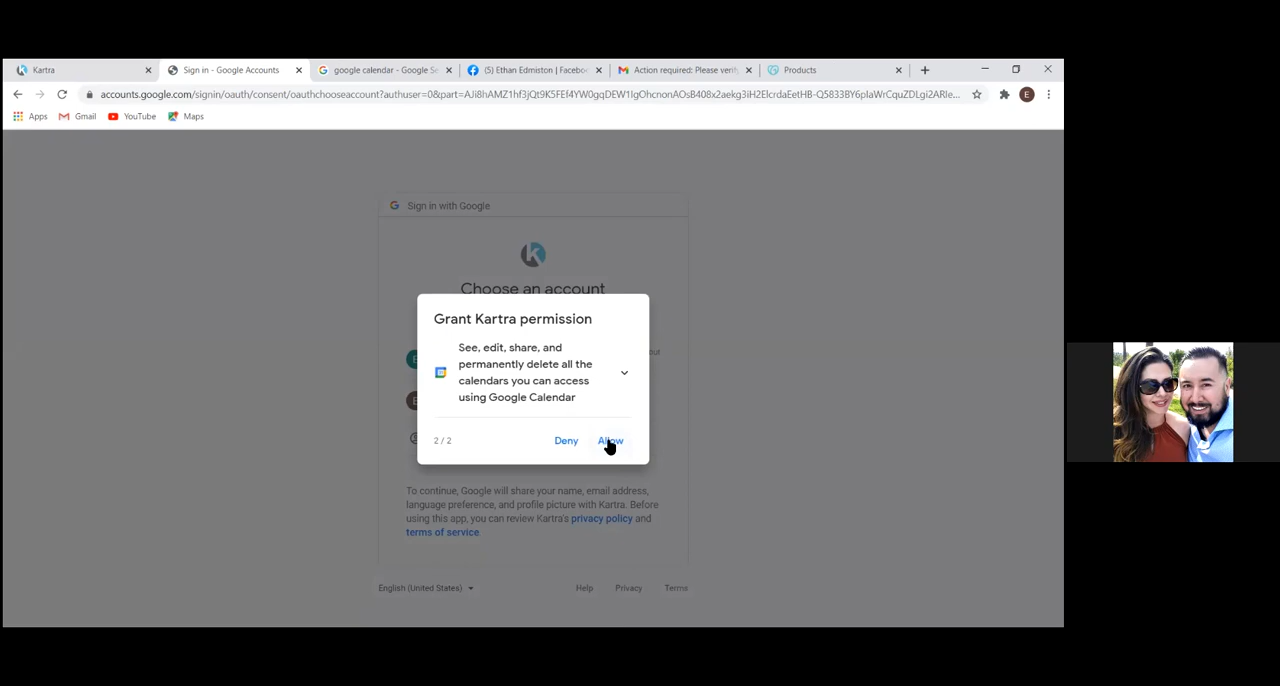 Kartra
Sign in - Google Accounts
google calendar - Google Se
(5) Ethan Edmiston | Facebo
Action required: Please verify
Products
accounts.google.com/signin/oauth/consent/oauthchooseaccount?authuser=0&part=
E
Apps
Gmail
YouTube
Maps
Sign in with Google
Choose an account
Grant Kartra permission
See, edit, share, and
permanently delete all the
calendars you can access
using Google Calendar
2 / 2
Deny
Allow
To continue, Google will share your name, email address,
language preference, and profile picture with Kartra. Before
using this app, you can review Kartra's privacy policy and
terms of service
English (United States)
Help
Privacy
Terms